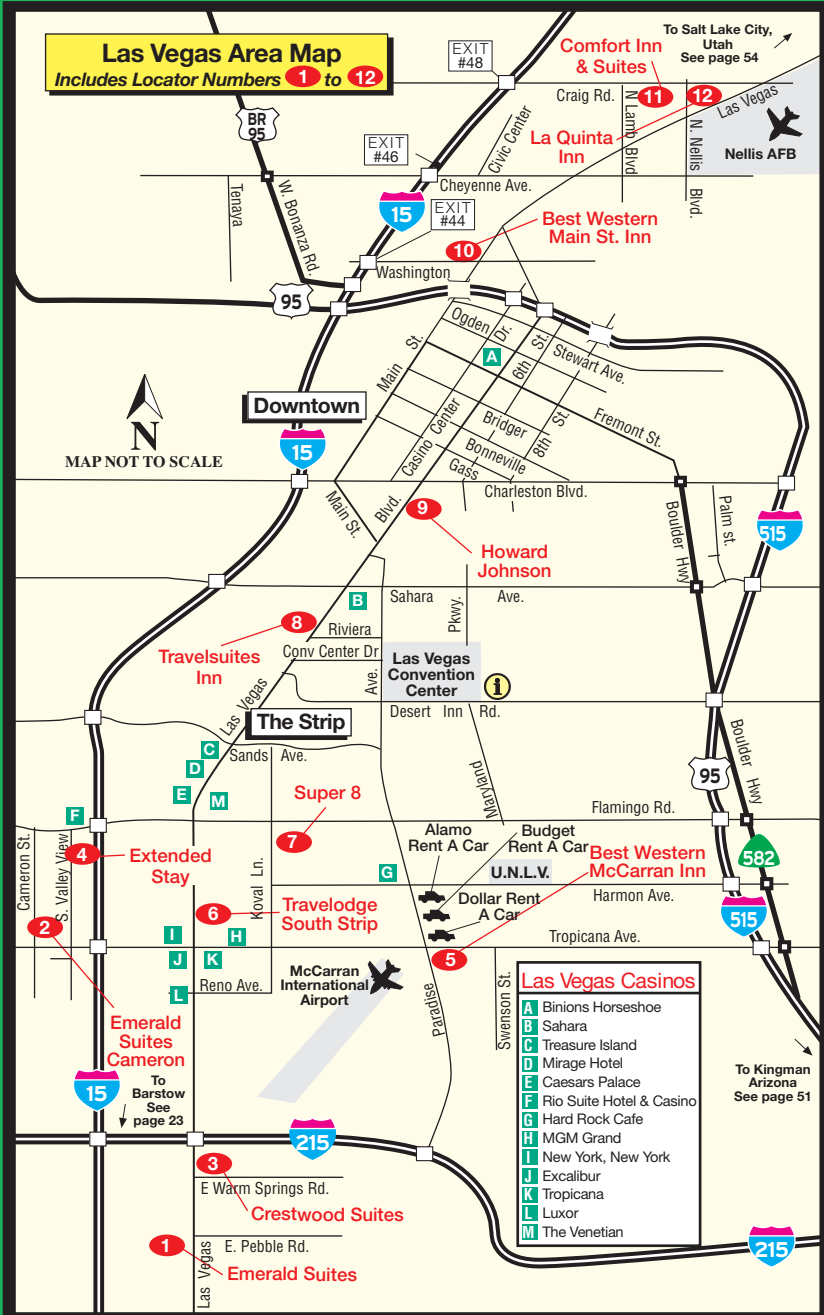 Las Vegas Area Map
Includes Locator Numbers 1 to 12
EXIT
#48
Comfort Inn
& Suites
To Salt Lake City,
Utah
See page 54
Craig Rd.
11
12
Las Vegas
N Lamb Blvd
N. Nellis
Blvd.
Nellis AFB
La Quinta
Inn
BR
95
EXIT
#46
Civic Center
Cheyenne Ave.
Tenaya
W. Bonanza Rd.
15
EXIT
#44
Best Western
Main St. Inn
10
Washington
95
Ogden
Dr.
St.
Stewart Ave.
Main St.
A
6th
Fremont St.
N
MAP NOT TO SCALE
Downtown
15
Casino Center
Bridger
8th St.
Bonneville
Gass
Charleston Blvd.
Main St.
Blvd.
9
Howard
Johnson
Boulder Hwy
Palm st.
515
B
Sahara Ave.
Pkwy.
8
Riviera
Travelsuites
Inn
Conv Center Dr
Ave.
Las Vegas
Convention
Center
i
Las Vegas
The Strip
Desert Inn Rd.
C
Sands Ave.
D
E
M
Maryland
95
Boulder Hwy
Super 8
Flamingo Rd.
F
7
Alamo
Rent A Car
Budget
Rent A Car
Best Western
McCarran Inn
582
Cameron St.
S. Valley View
4
Extended
Stay
Koval Ln.
G
U.N.L.V.
Harmon Ave.
515
2
6
Travelodge
South Strip
Dollar Rent
A Car
I
H
Tropicana Ave.
J
K
5
McCarran
International
Airport
L
Reno Ave.
Paradise
Swenson St.
Emerald
Suites
Cameron
Las Vegas Casinos
A Binions Horseshoe
B Sahara
C Treasure Island
D Mirage Hotel
E Caesars Palace
F Rio Suite Hotel & Casino
G Hard Rock Cafe
H MGM Grand
I New York, New York
J Excalibur
K Tropicana
L Luxor
M The Venetian
To Kingman
Arizona
See page 51
15
To
Barstow
See
page 23
215
3
E Warm Springs Rd.
Crestwood Suites
1
E. Pebble Rd.
Emerald Suites
Las Vegas
215